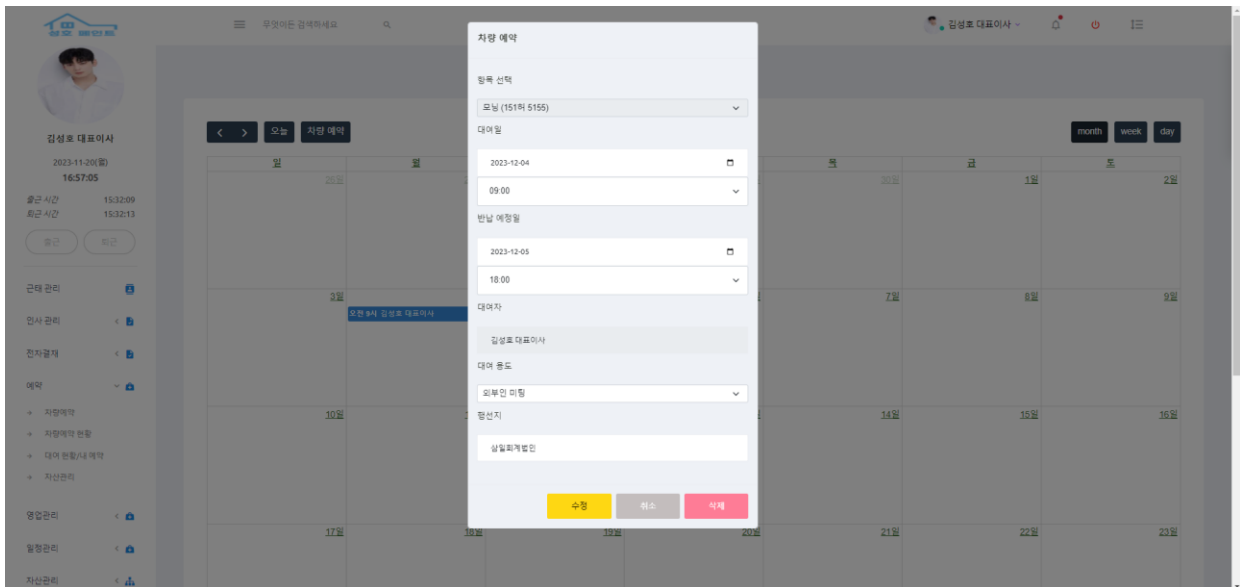 무엇이든 검색하세요
김성호 대표이사
김성호 대표이사
2023-11-20(월)
16:57:05
출근시간 15:32:09
퇴근시간 15:32:13
출근 퇴근
근태 관리
인사 관리
전자결재
예약
차량예약
차량예약 현황
대여 현황/내 예약
자산관리
영업관리
일정관리
자산관리
오늘 차량 예약
month week day
일 월 목 금 토
26일 30일 1일 2일
3일 7일 8일 9일
오전 9시 김성호 대표이사
10일 14일 15일 16일
17일 18일 19일 20일 21일 22일 23일
차량 예약
항목 선택
모닝 (151허 5155)
대여일
2023-12-04
09:00
반납 예정일
2023-12-05
18:00
대여자
김성호 대표이사
대여 용도
외부인 미팅
행선지
삼일회계법인
수정 취소 삭제